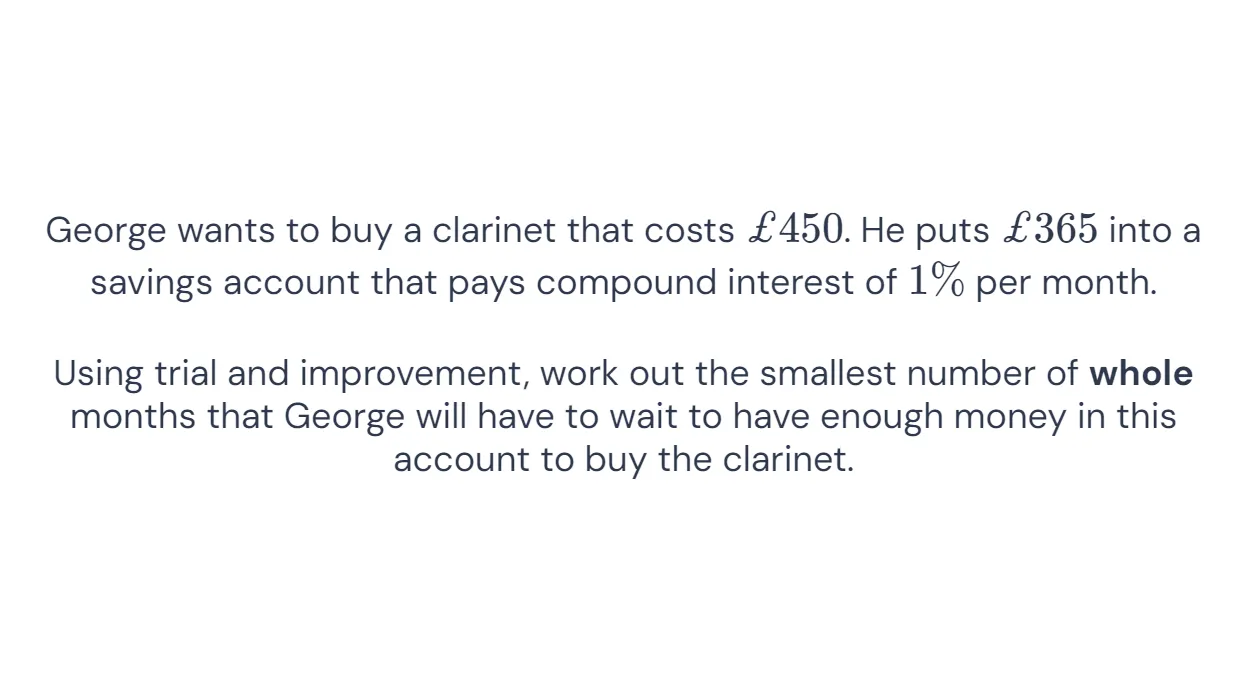 George wants to buy a clarinet that costs £450. He puts £365 into a
savings account that pays compound interest of 1% per month.
Using trial and improvement, work out the smallest number of whole
months that George will have to wait to have enough money in this
account to buy the clarinet.